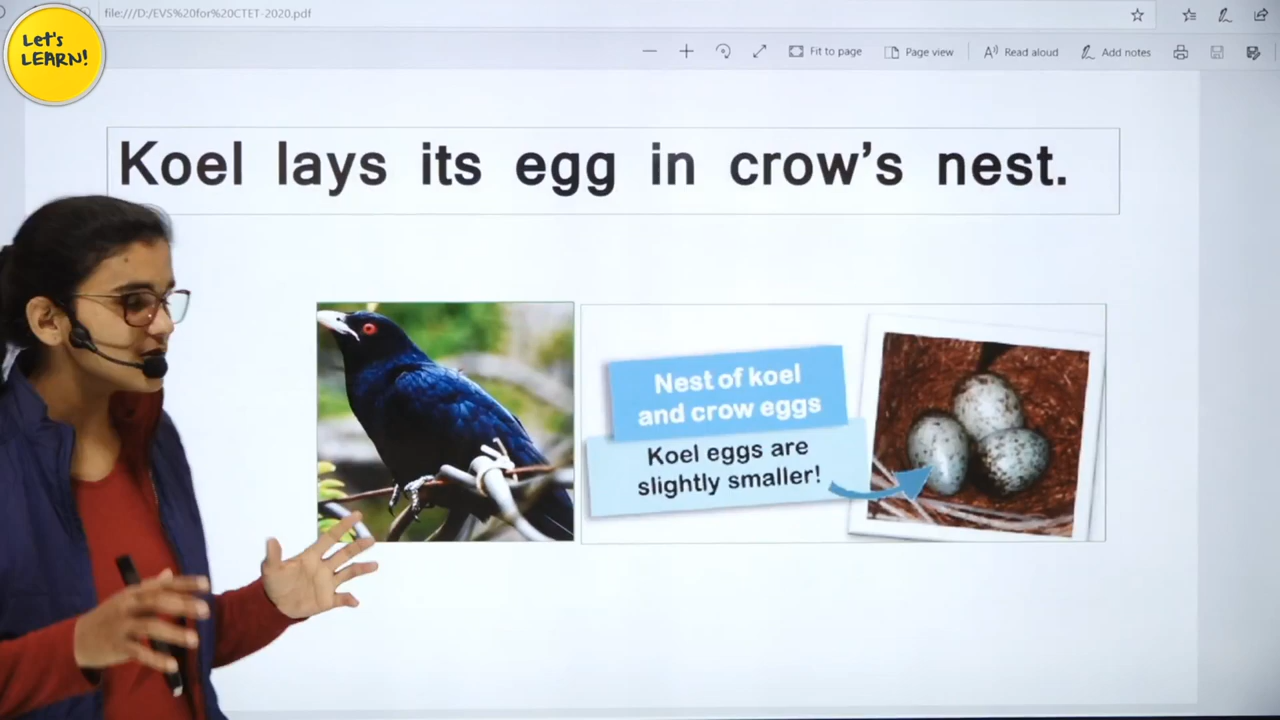 file:///D:/EVS%20for%20CTET-2020.pdf
Let's
LEARN!
Fit to page
Page view
Read aloud
Add notes
Koel lays its egg in crow's nest.
Nest of koel
and crow eggs
Koel eggs are
slightly smaller!